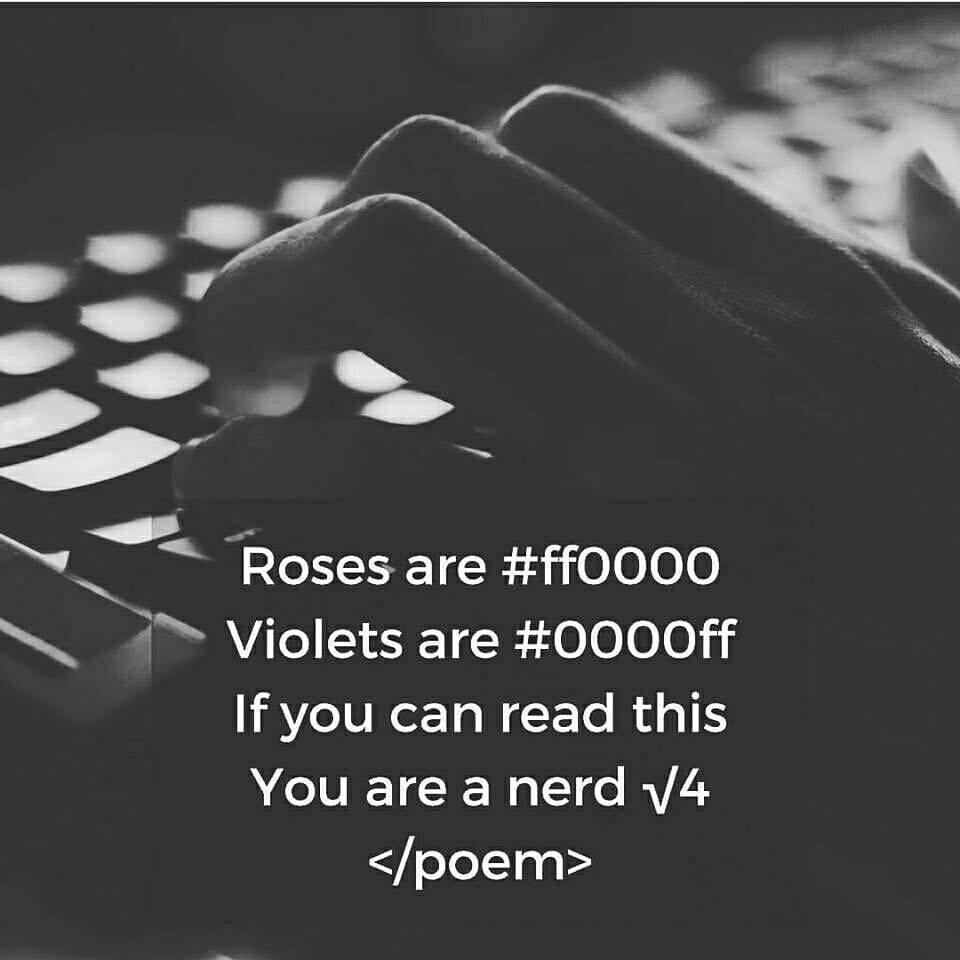 Roses are #ff0000
Violets are #0000ff
If you can read this
You are a nerd √4
</poem>